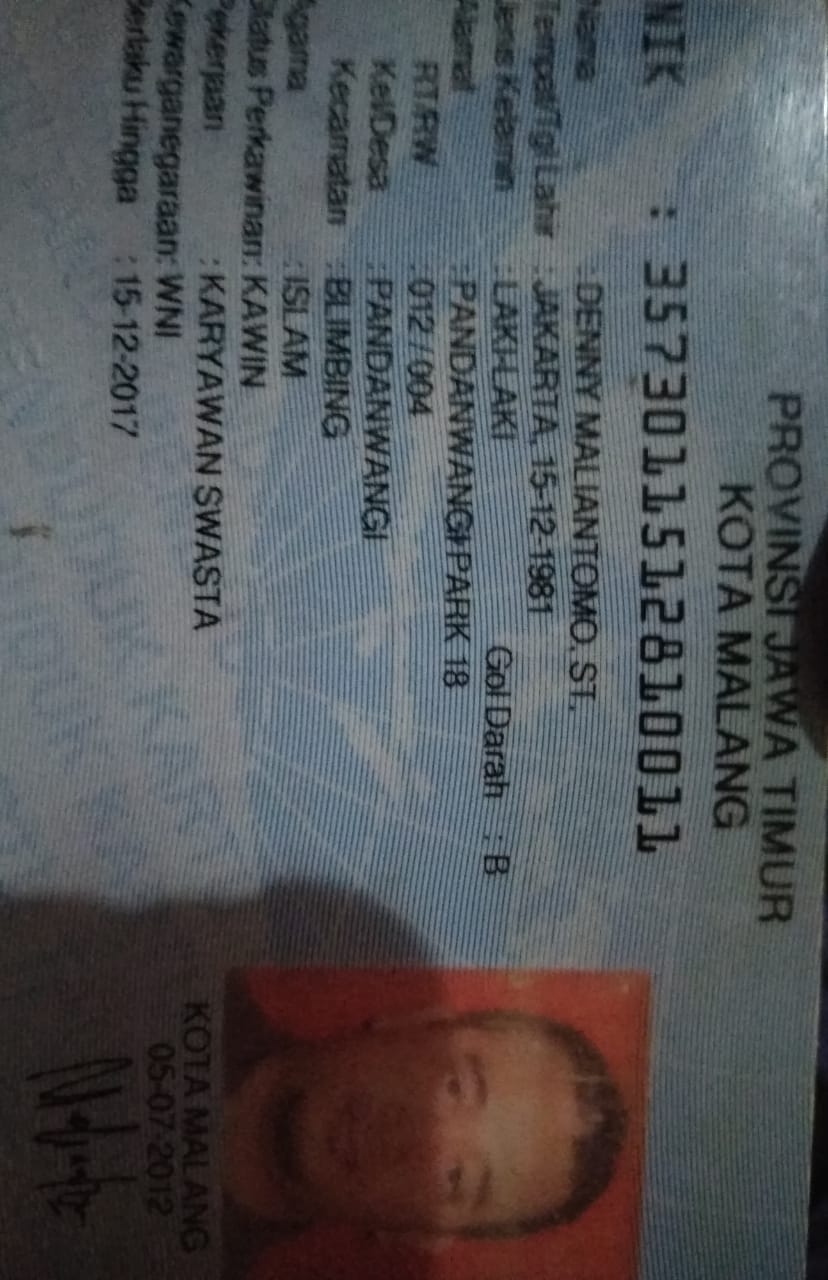 PROVINSI JAWA TIMUR
KOTA MALANG
NIK : 3573011512810011
Nama : DENNY MALIANTOMO. ST.
Tempat/Tgl Lahir : JAKARTA, 15-12-1981
Jenis Kelamin : LAKI-LAKI Gol Darah : B
Alamat : PANDANWANGI PARK 18
RT/RW : 012 / 004
Kel/Desa : PANDANWANGI
Kecamatan : BLIMBING
Agama : ISLAM
Status Perkawinan: KAWIN
Pekerjaan : KARYAWAN SWASTA
Kewarganegaraan: WNI
Berlaku Hingga : 15-12-2017
KOTA MALANG
05-07-2012